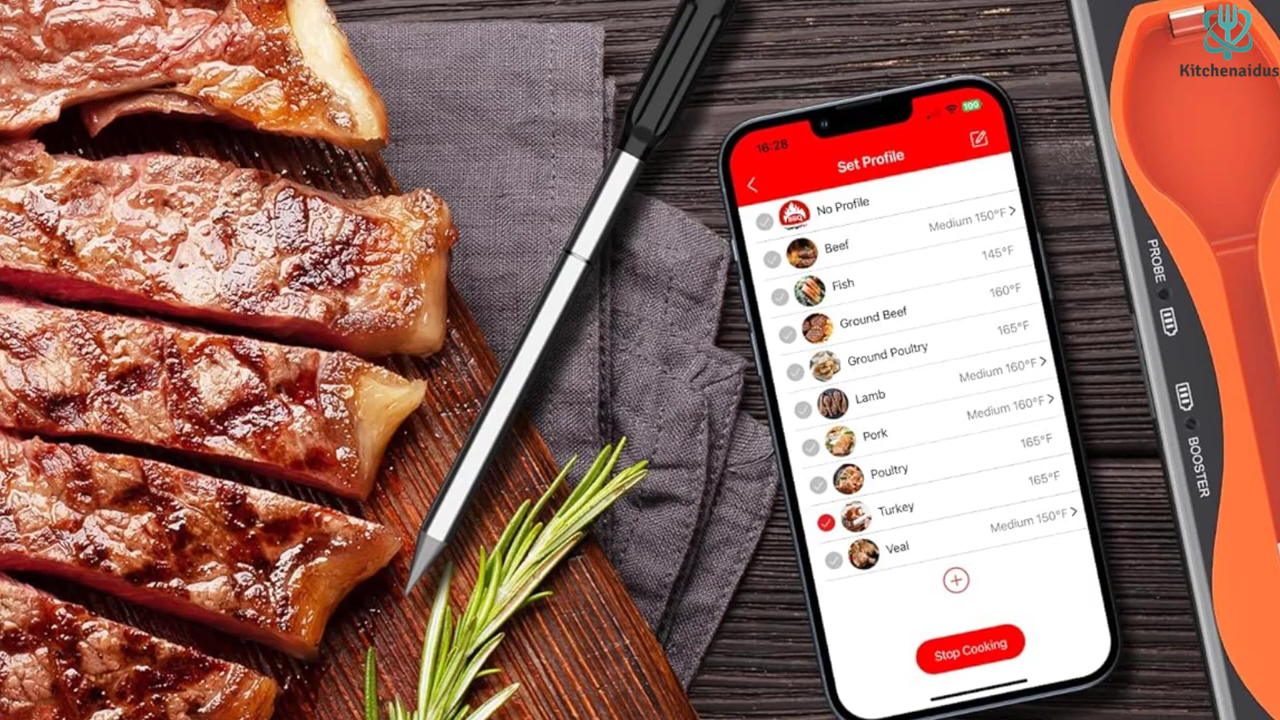 Kitchenaidus
16:28
100
Set Profile
No Profile
Beef Medium 150°F
Fish 145°F
Ground Beef 160°F
Ground Poultry 165°F
Lamb Medium 160°F
Pork Medium 160°F
Poultry 165°F
Turkey 165°F
Veal Medium 150°F
Stop Cooking
PROBE
BOOSTER